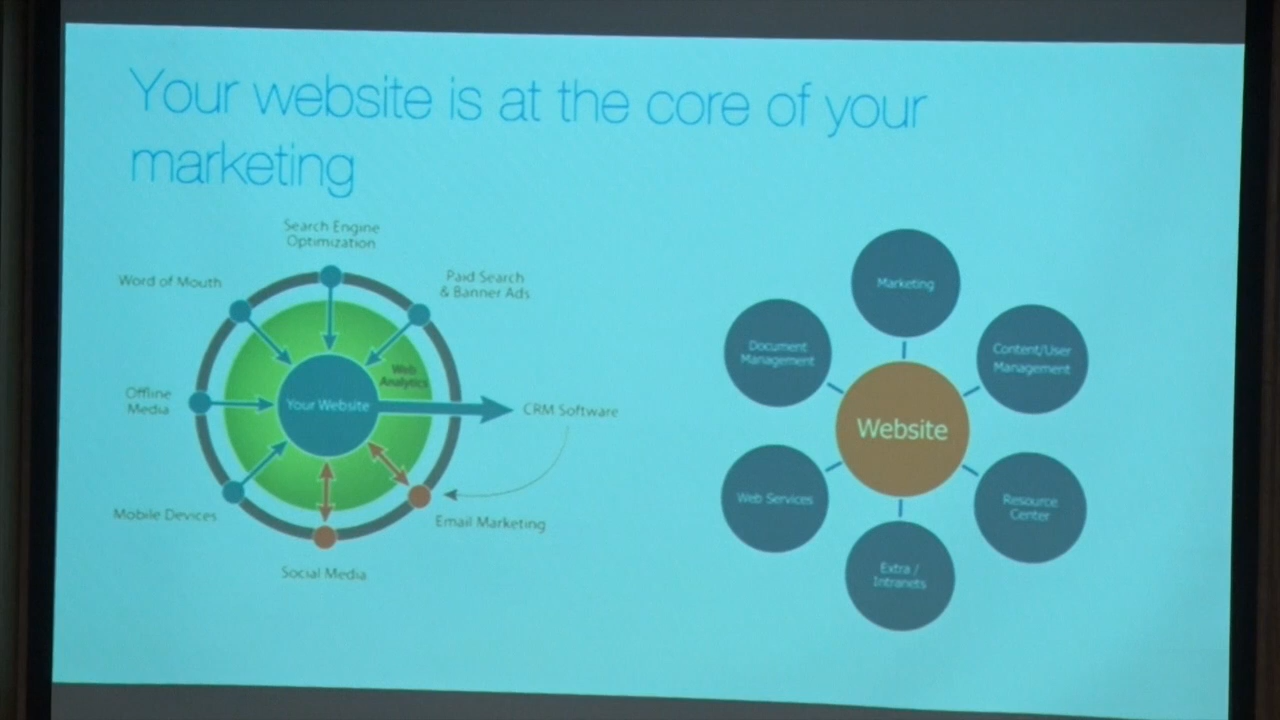 Your website is at the core of your
marketing
Search Engine
Optimization
Word of Mouth
Paid Search
& Banner Ads
Web
Analytics
Offline
Media
Your Website
CRM Software
Mobile Devices
Email Marketing
Social Media
Marketing
Document
Management
Content/User
Management
Website
Web Services
Resource
Center
Extra /
Intranets